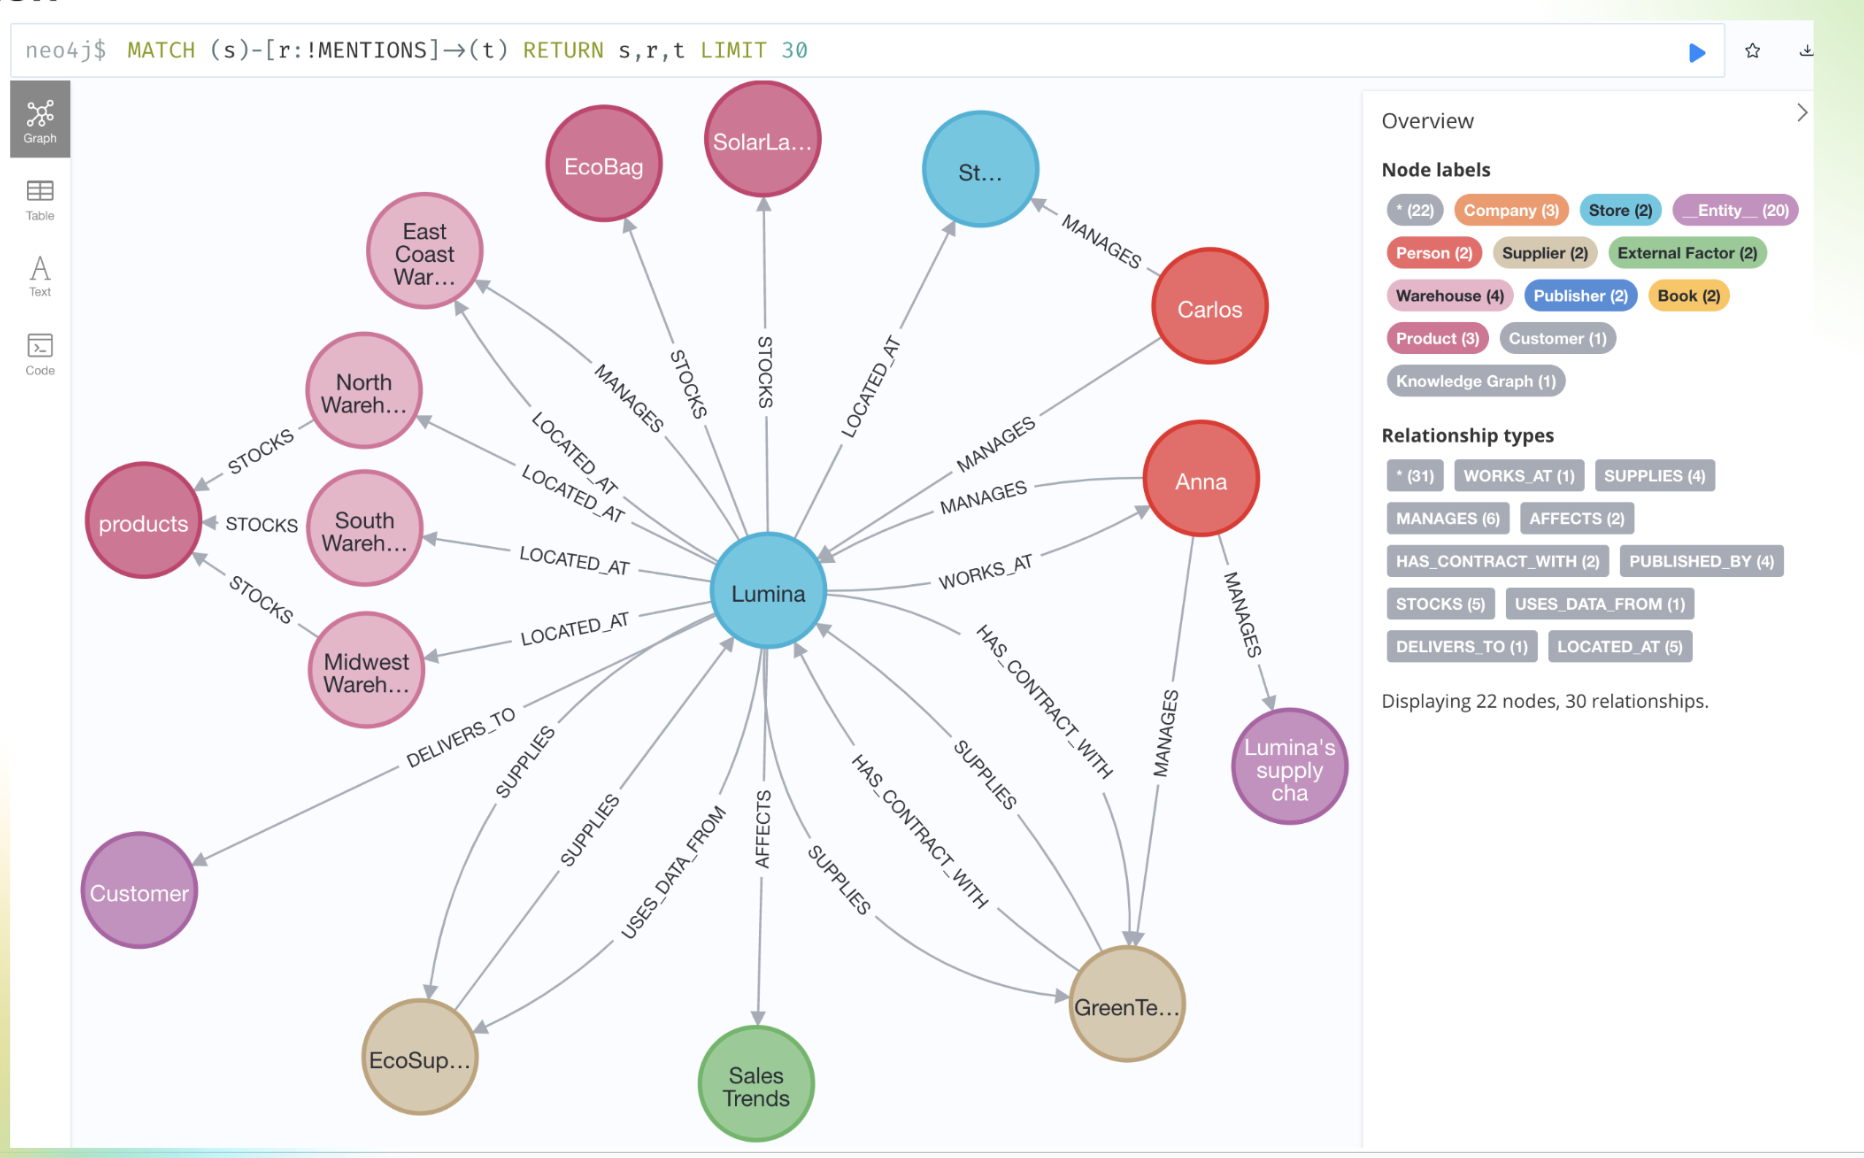 neo4j$ MATCH (s)-[r:!MENTIONS]->(t) RETURN s,r,t LIMIT 30
Graph
Table
Text
Code
EcoBag
SolarLa...
St...
East
Coast
War...
MANAGES
Carlos
North
Wareh...
STOCKS
STOCKS
LOCATED_AT
MANAGES
LOCATED_AT
MANAGES
STOCKS
LOCATED_AT
Anna
MANAGES
products
STOCKS
South
Wareh...
LOCATED_AT
WORKS_AT
Lumina
STOCKS
LOCATED_AT
MANAGES
Midwest
Wareh...
HAS_CONTRACT_WITH
DELIVERS_TO
SUPPLIES
SUPPLIES
MANAGES
Lumina's
supply
cha
SUPPLIES
USES_DATA_FROM
AFFECTS
SUPPLIES
HAS_CONTRACT_WITH
Customer
EcoSup...
GreenTe...
Sales
Trends
Overview
Node labels
* (22) Company (3) Store (2) __Entity__ (20)
Person (2) Supplier (2) External Factor (2)
Warehouse (4) Publisher (2) Book (2)
Product (3) Customer (1)
Knowledge Graph (1)
Relationship types
* (31) WORKS_AT (1) SUPPLIES (4)
MANAGES (6) AFFECTS (2)
HAS_CONTRACT_WITH (2) PUBLISHED_BY (4)
STOCKS (5) USES_DATA_FROM (1)
DELIVERS_TO (1) LOCATED_AT (5)
Displaying 22 nodes, 30 relationships.